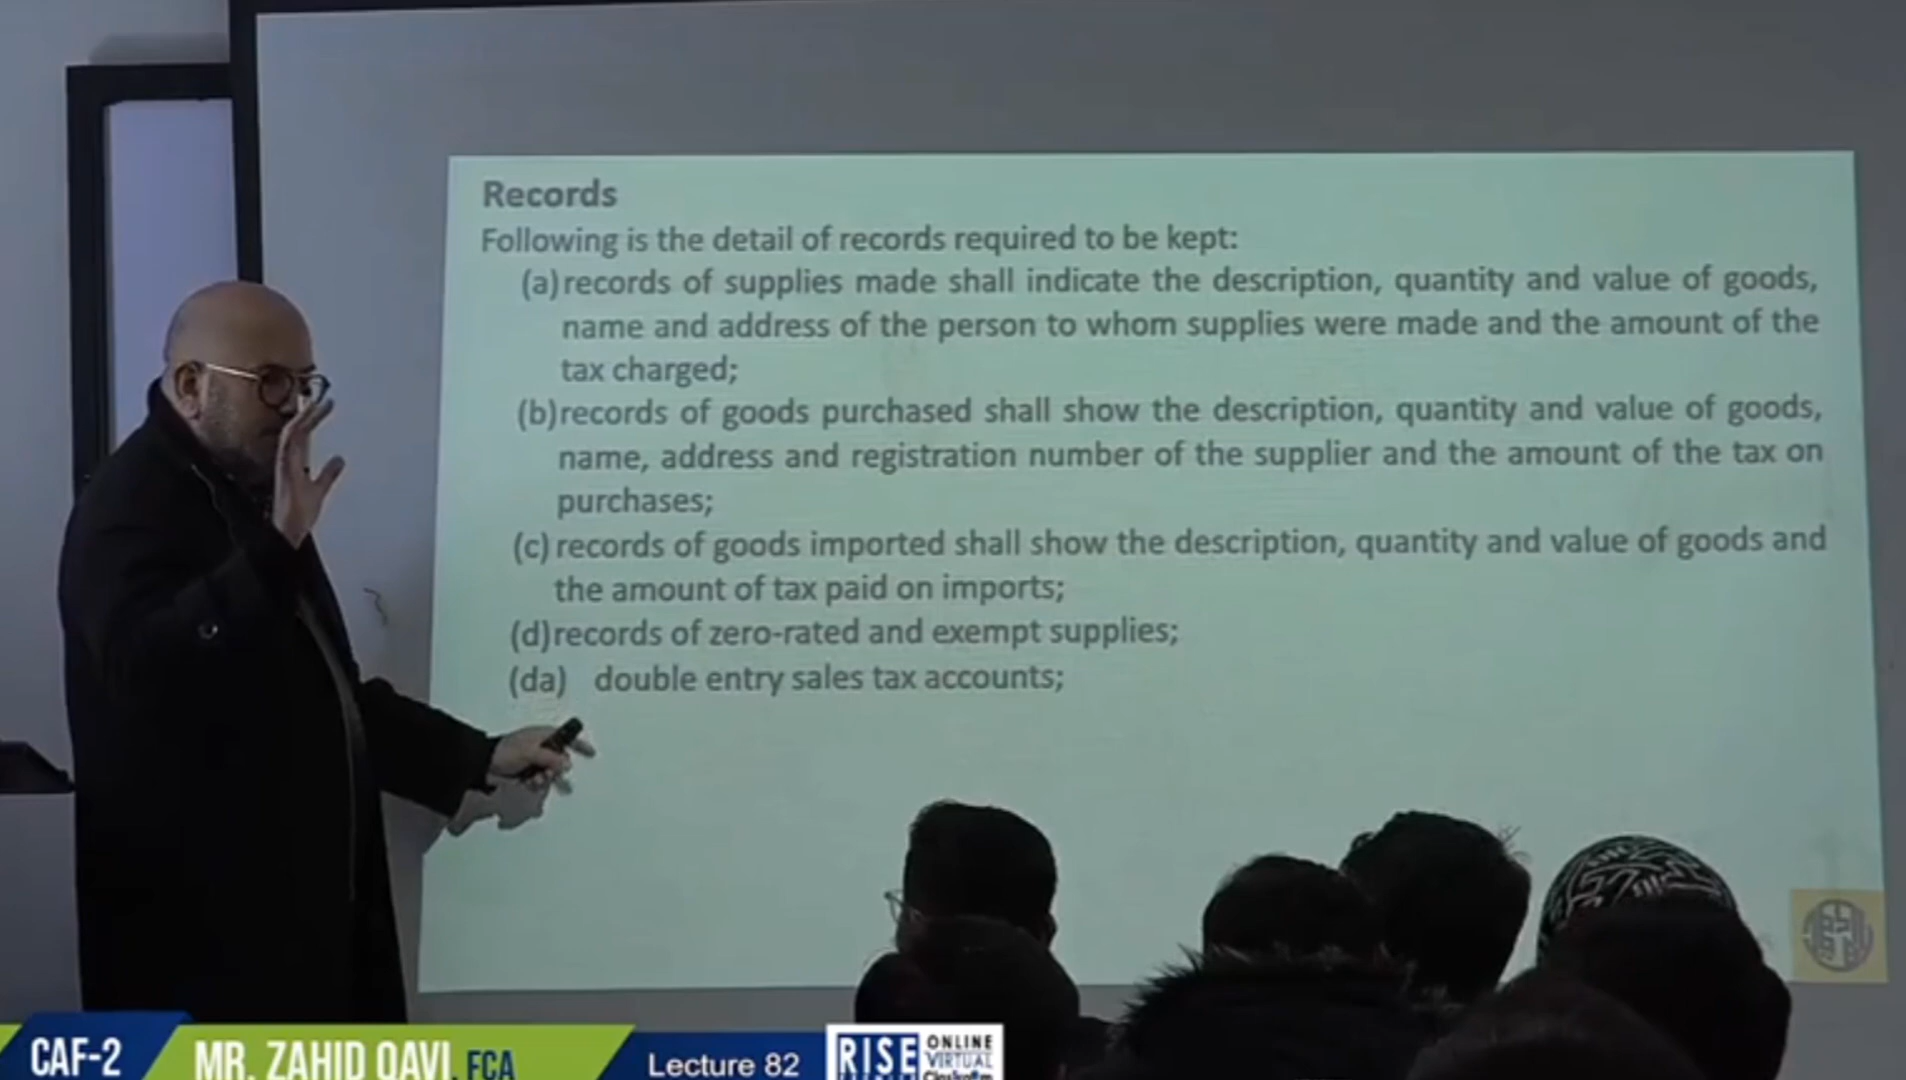 Records
Following is the detail of records required to be kept:
(a) records of supplies made shall indicate the description, quantity and value of goods,
name and address of the person to whom supplies were made and the amount of the
tax charged;
(b) records of goods purchased shall show the description, quantity and value of goods,
name, address and registration number of the supplier and the amount of the tax on
purchases;
(c) records of goods imported shall show the description, quantity and value of goods and
the amount of tax paid on imports;
(d) records of zero-rated and exempt supplies;
(da) double entry sales tax accounts;
CAF-2
MR. ZAHID QAVI, FCA
Lecture 82
RISE
ONLINE
VIRTUAL